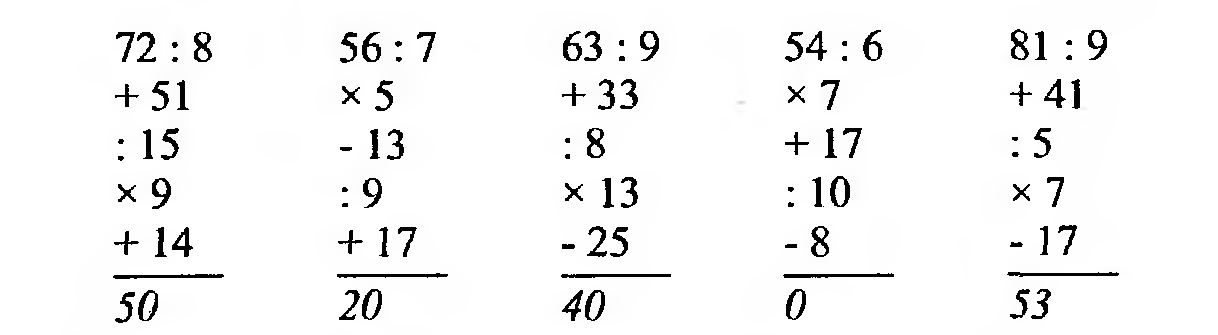 72 : 8 56 : 7 63 : 9 54 : 6 81 : 9
+ 51 × 5 + 33 × 7 + 41
: 15 - 13 : 8 + 17 : 5
× 9 : 9 × 13 : 10 × 7
+ 14 + 17 - 25 - 8 - 17
50 20 40 0 53